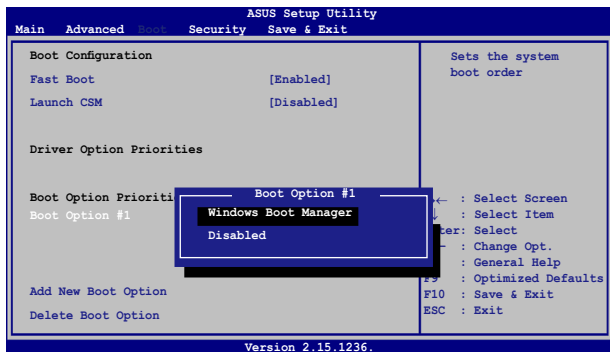 ASUS Setup Utility
Main Advanced Boot Security Save & Exit
Boot Configuration
Fast Boot [Enabled]
Launch CSM [Disabled]
Driver Option Priorities
Boot Option Prioriti
Boot Option #1
Add New Boot Option
Delete Boot Option
Boot Option #1
Windows Boot Manager
Disabled
Sets the system
boot order
← : Select Screen
↓ : Select Item
ter: Select
— : Change Opt.
: General Help
F9 : Optimized Defaults
F10 : Save & Exit
ESC : Exit
Version 2.15.1236.